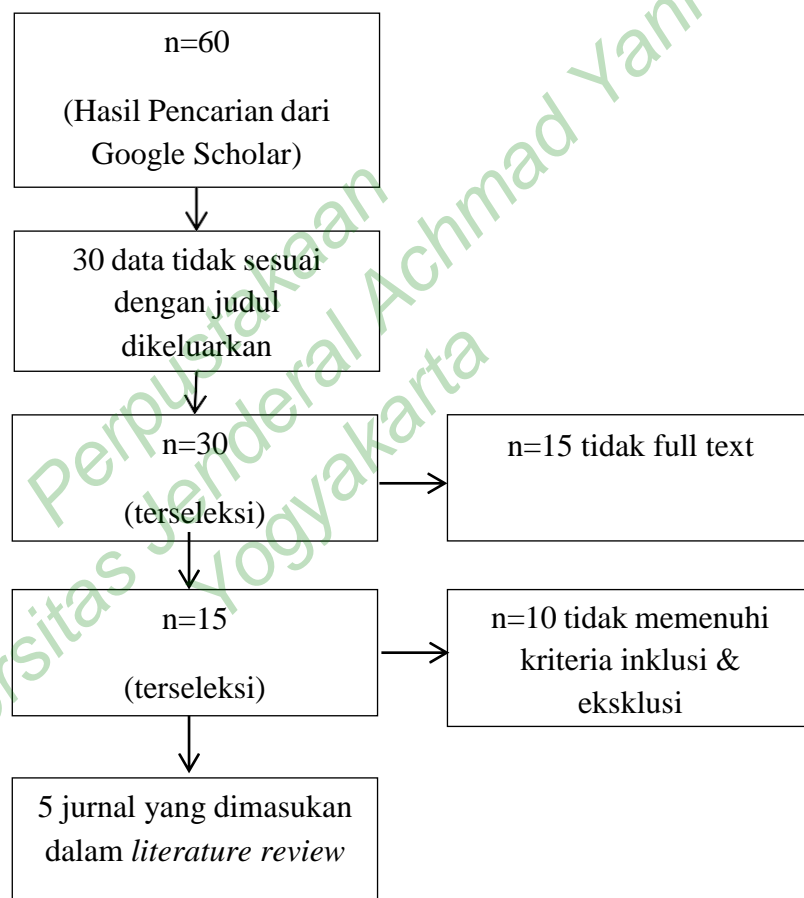 n=60
(Hasil Pencarian dari
Google Scholar)
30 data tidak sesuai
dengan judul
dikeluarkan
n=30
(terseleksi)
n=15 tidak full text
n=15
(terseleksi)
n=10 tidak memenuhi
kriteria inklusi &
eksklusi
5 jurnal yang dimasukan
dalam literature review
Perpustakaan
Jenderal Achmad Yani
Yogyakarta